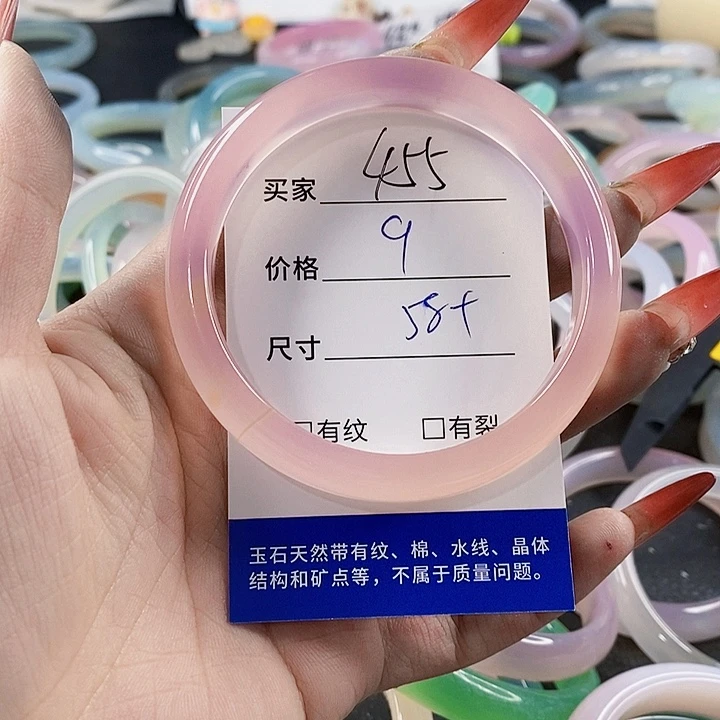 买家 455
价格 9
尺寸 58+
□有纹 □有裂
玉石天然带有纹、棉、水线、晶体
结构和矿点等，不属于质量问题。